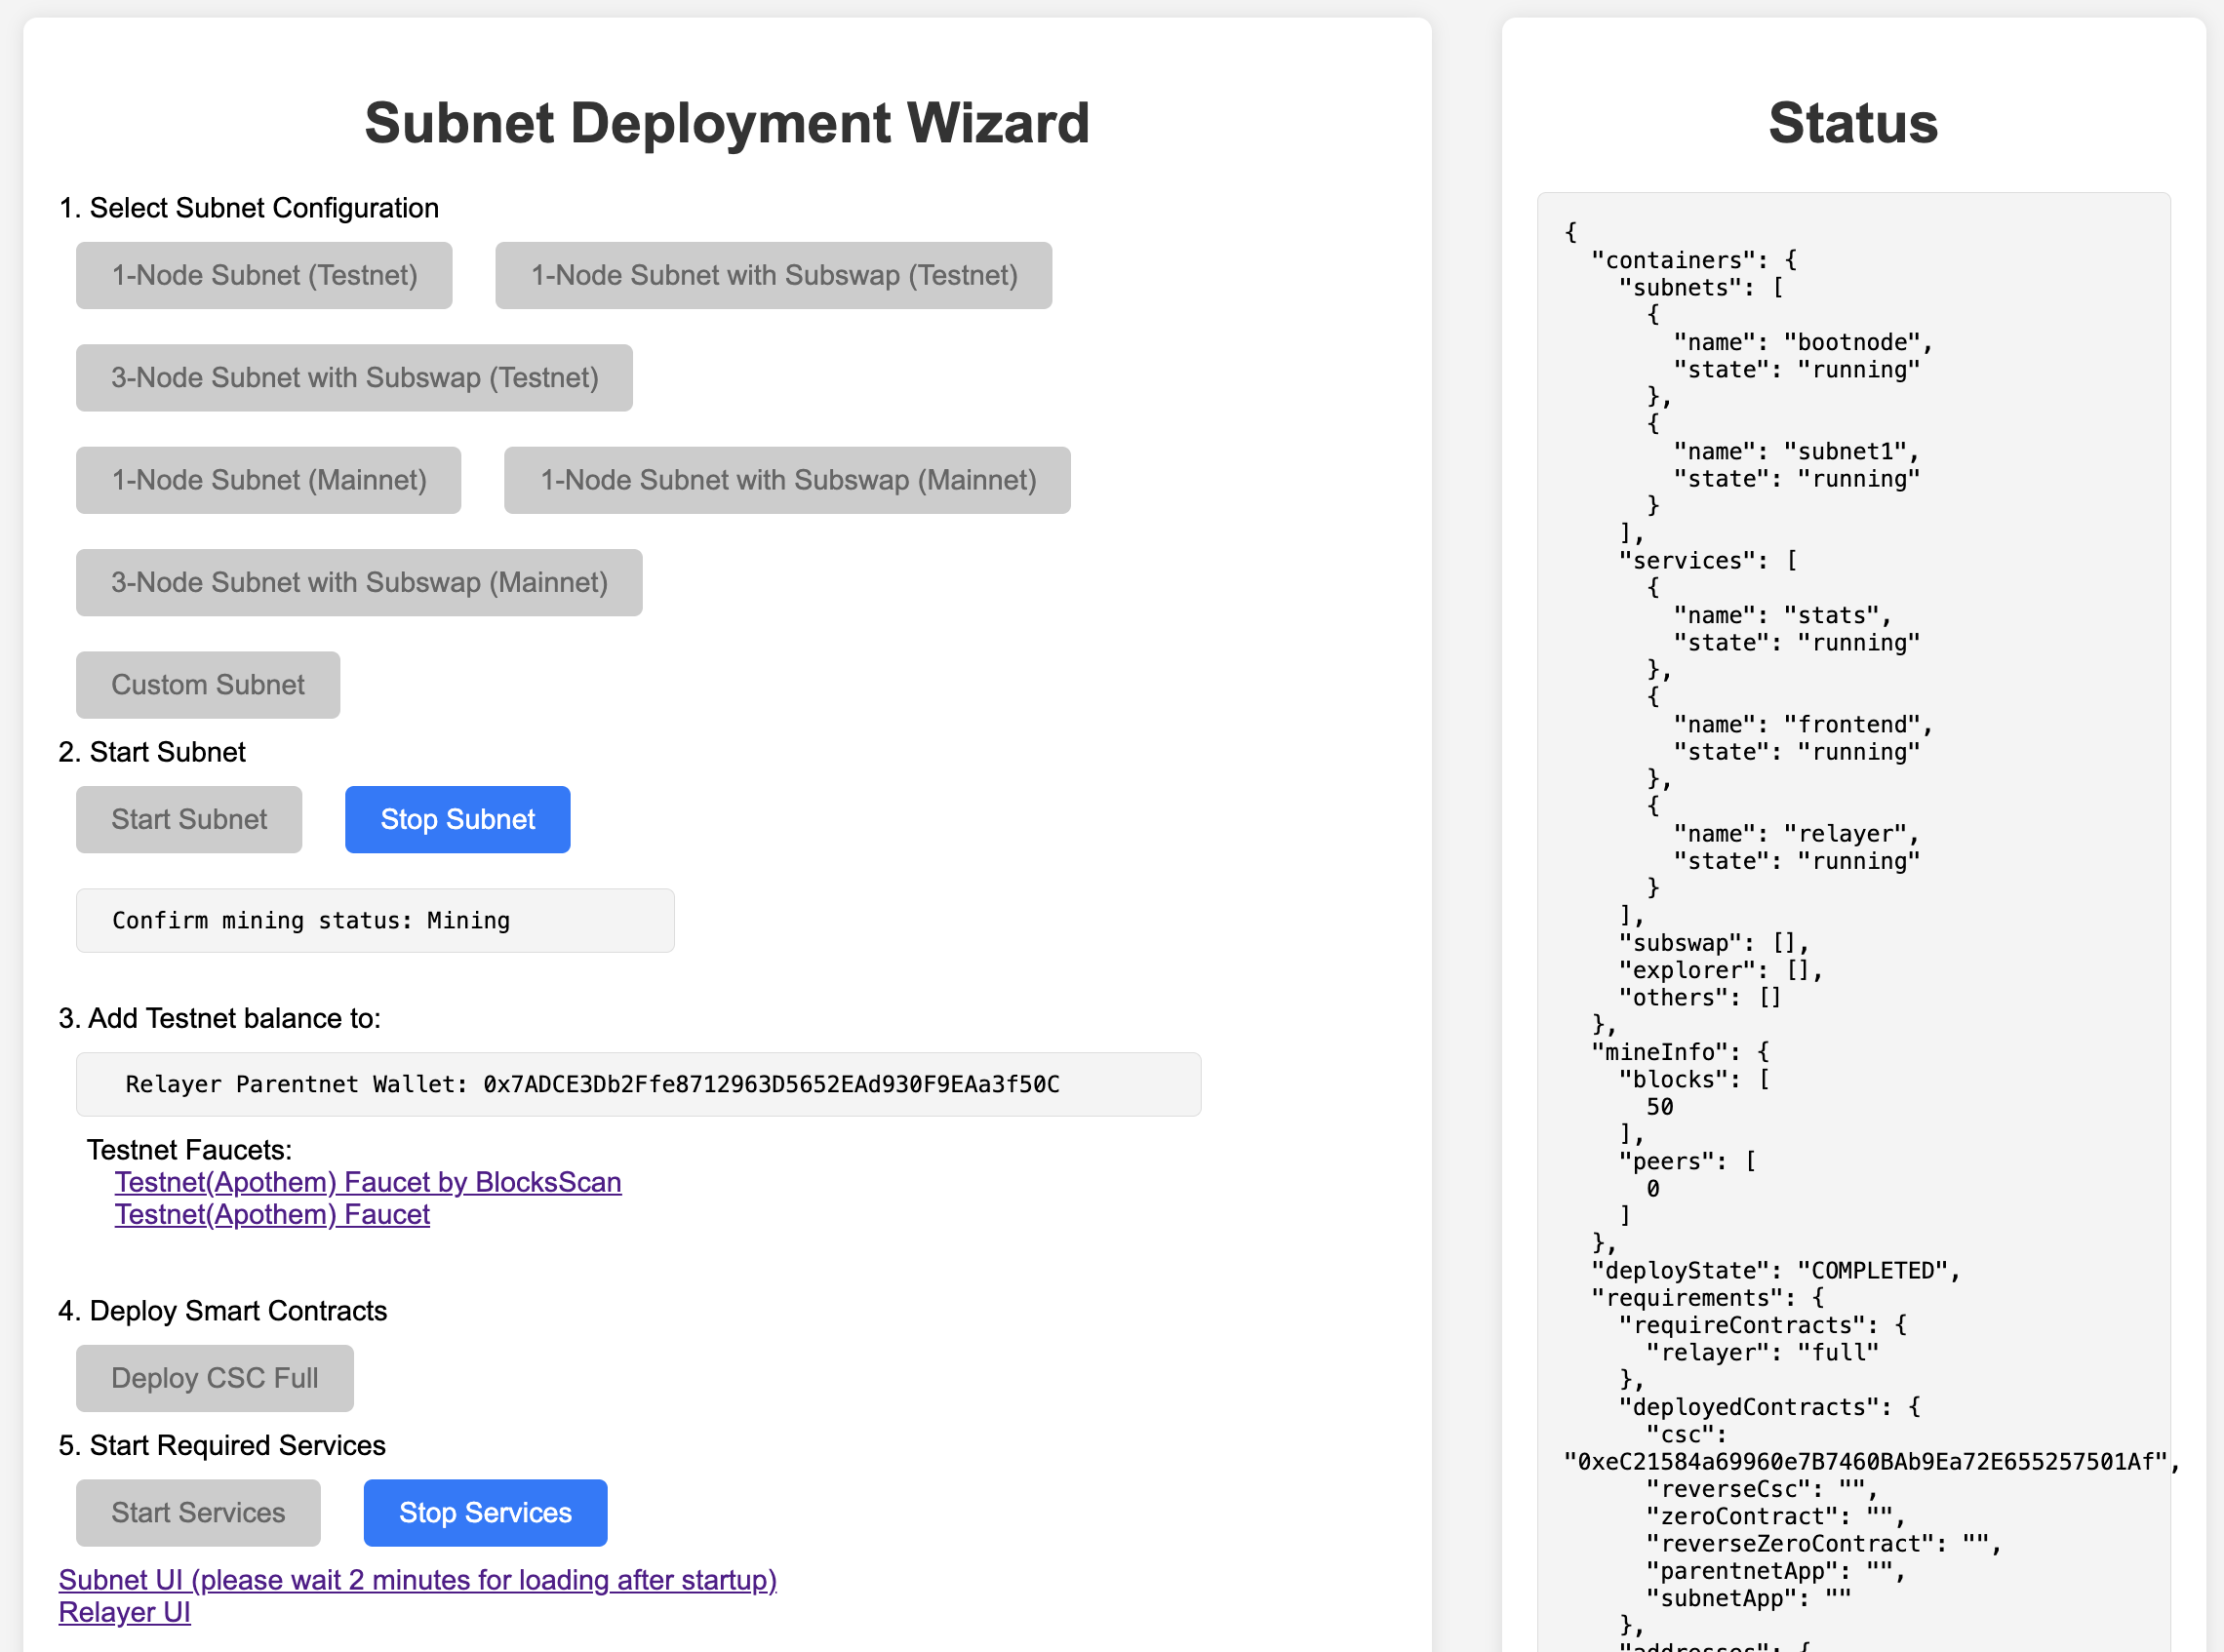 Subnet Deployment Wizard
1. Select Subnet Configuration
1-Node Subnet (Testnet)
1-Node Subnet with Subswap (Testnet)
3-Node Subnet with Subswap (Testnet)
1-Node Subnet (Mainnet)
1-Node Subnet with Subswap (Mainnet)
3-Node Subnet with Subswap (Mainnet)
Custom Subnet
2. Start Subnet
Start Subnet
Stop Subnet
Confirm mining status: Mining
3. Add Testnet balance to:
Relayer Parentnet Wallet: 0x7ADCE3Db2Ffe8712963D5652EAd930F9EAa3f50C
Testnet Faucets:
Testnet(Apothem) Faucet by BlocksScan
Testnet(Apothem) Faucet
4. Deploy Smart Contracts
Deploy CSC Full
5. Start Required Services
Start Services
Stop Services
Subnet UI (please wait 2 minutes for loading after startup)
Relayer UI
Status
{
"containers": {
"subnets": [
{
"name": "bootnode",
"state": "running"
},
{
"name": "subnet1",
"state": "running"
}
],
"services": [
{
"name": "stats",
"state": "running"
},
{
"name": "frontend",
"state": "running"
},
{
"name": "relayer",
"state": "running"
}
],
"subswap": [],
"explorer": [],
"others": []
},
"mineInfo": {
"blocks": [
50
],
"peers": [
0
]
},
"deployState": "COMPLETED",
"requirements": {
"requireContracts": {
"relayer": "full"
},
"deployedContracts": {
"csc":
"0xeC21584a69960e7B7460BAb9Ea72E655257501Af",
"reverseCsc": "",
"zeroContract": "",
"reverseZeroContract": "",
"parentnetApp": "",
"subnetApp": ""
},
"addresses": {